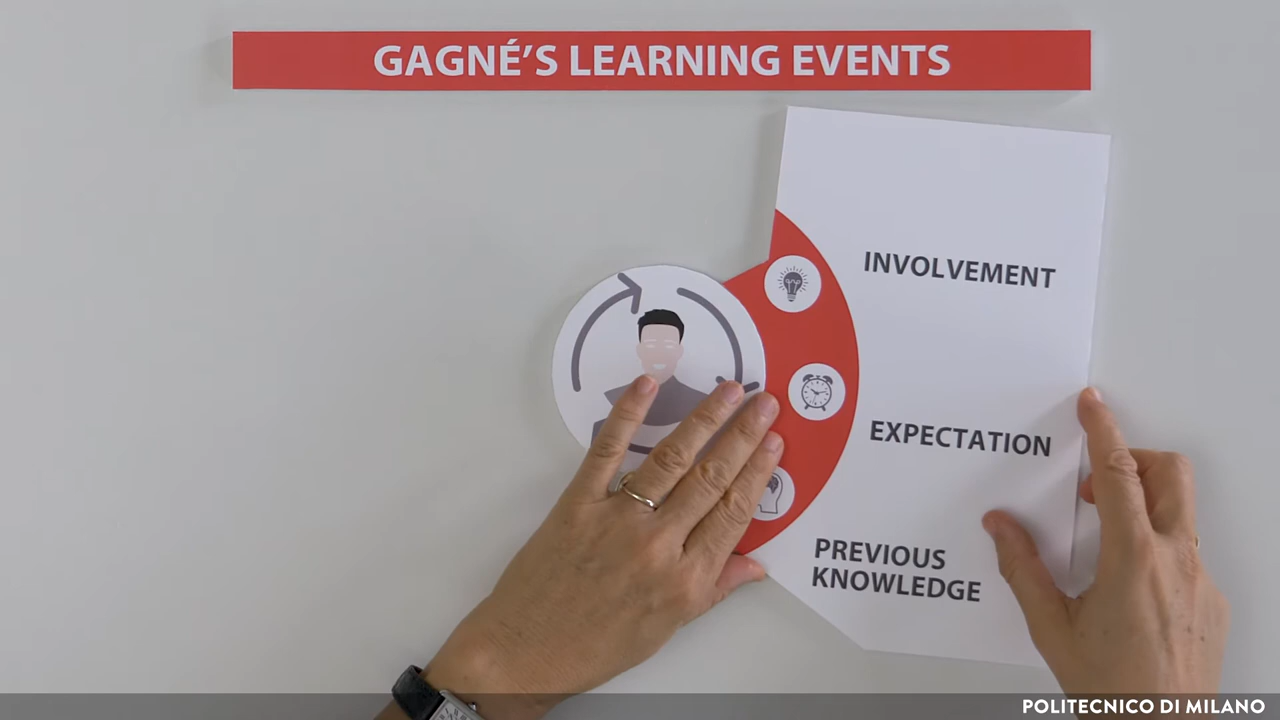 GAGNÉ'S LEARNING EVENTS
INVOLVEMENT
EXPECTATION
PREVIOUS
KNOWLEDGE
POLITECNICO DI MILANO